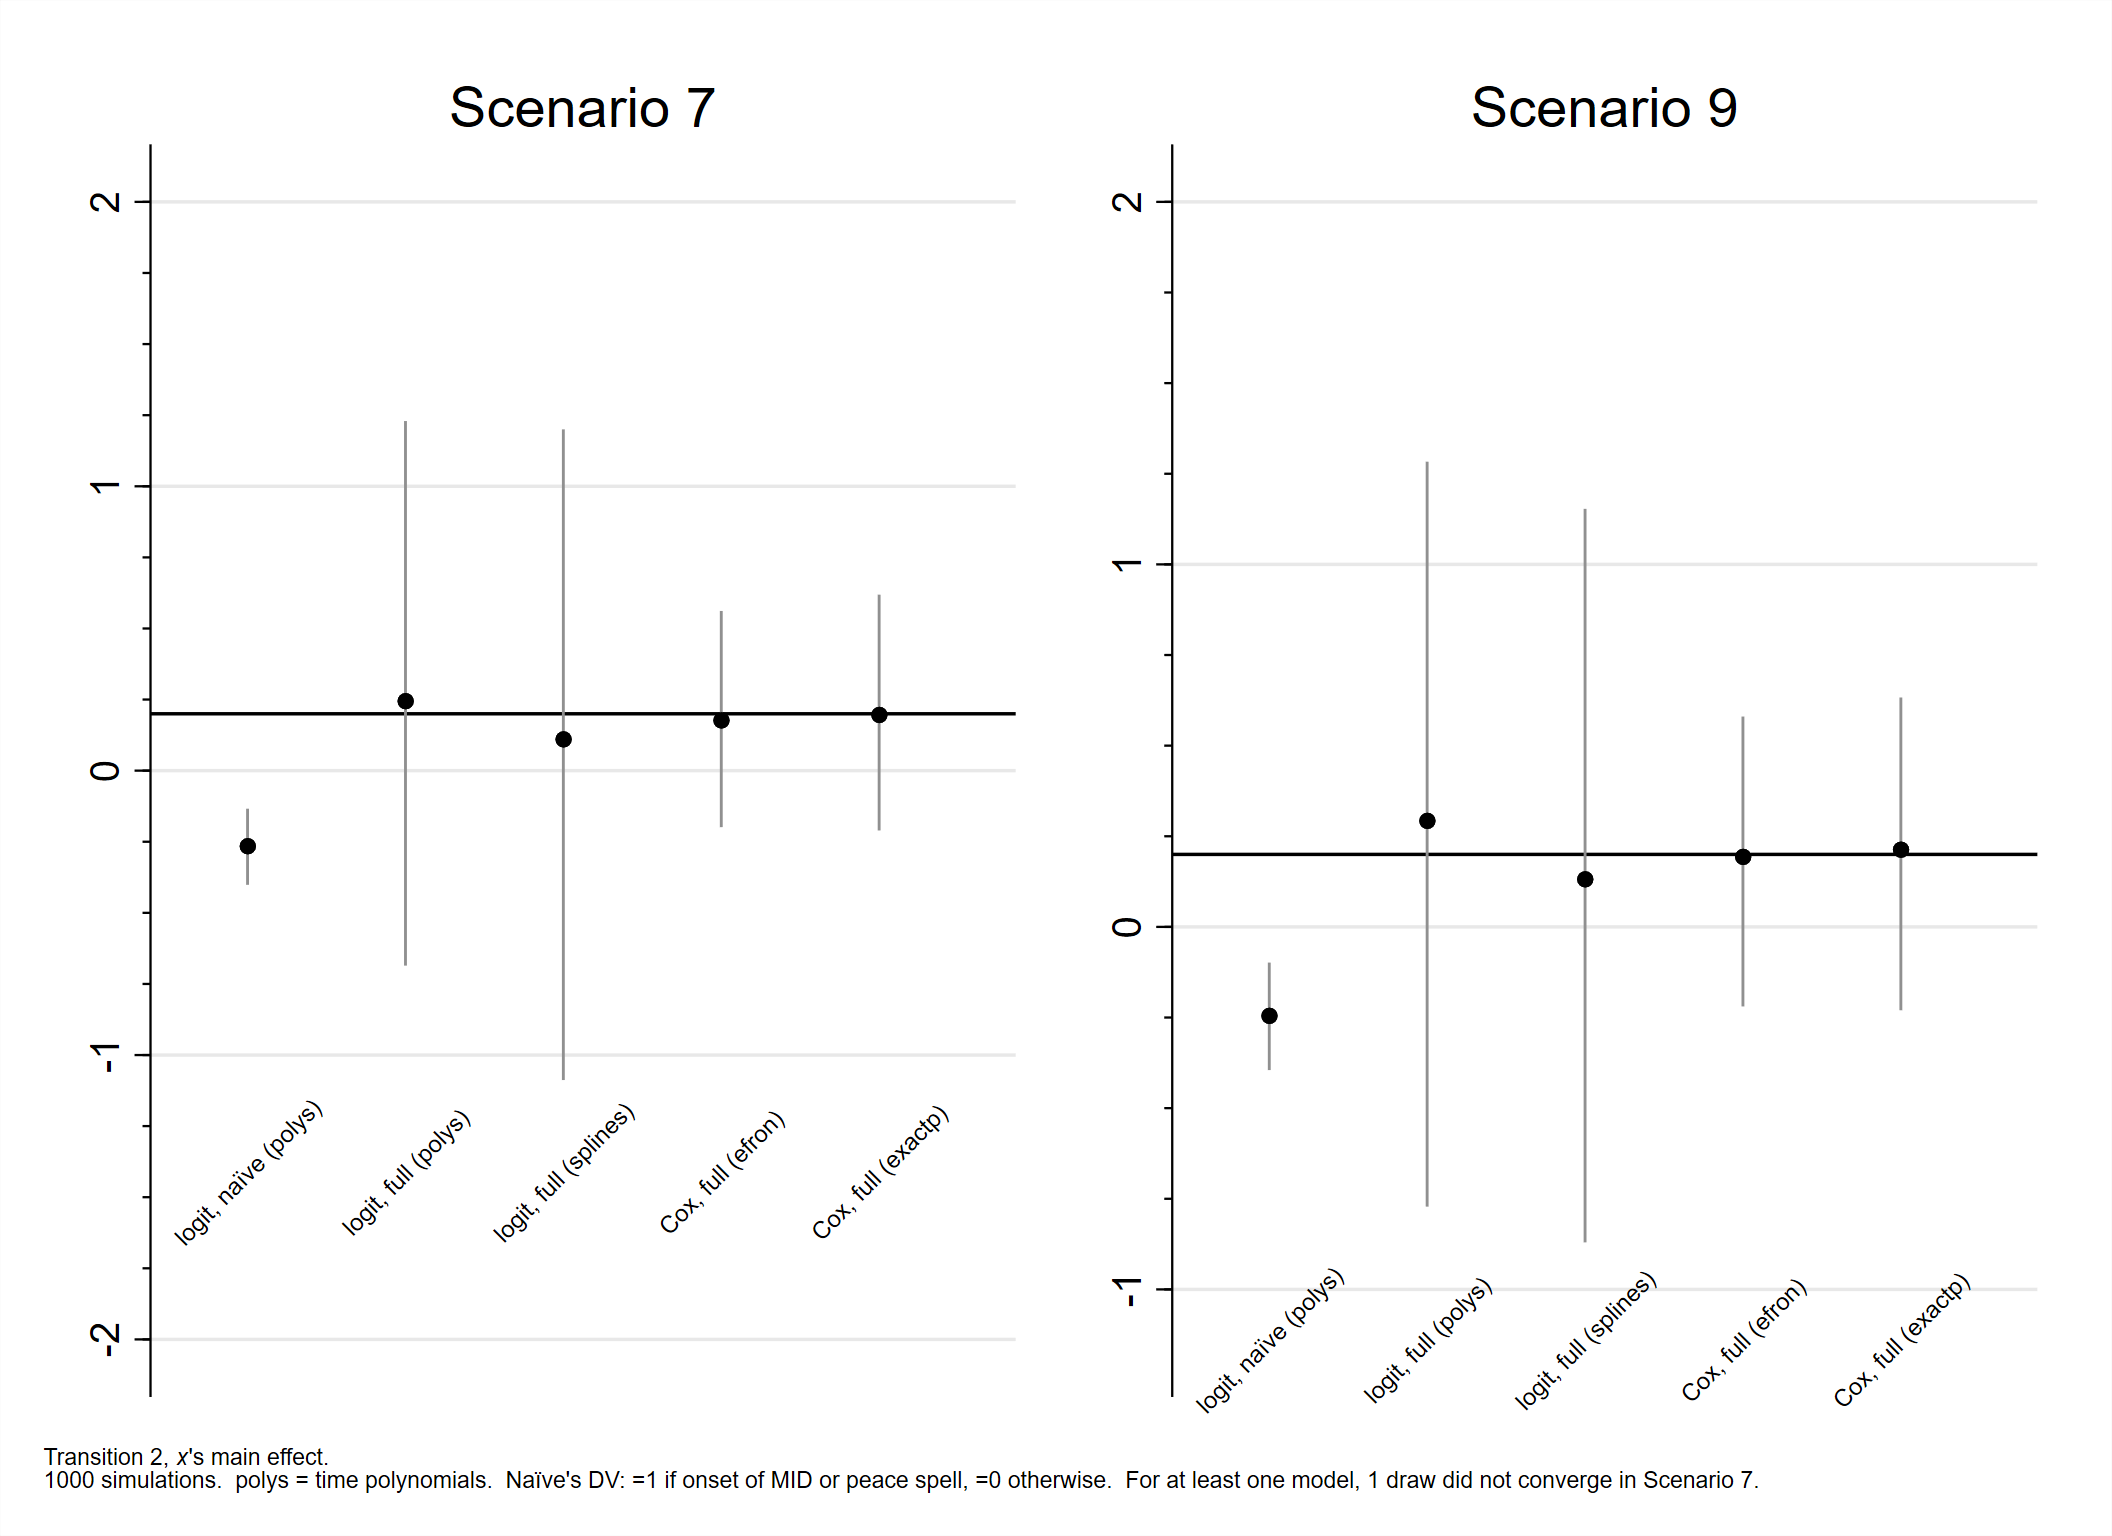 Scenario 7
2
1
0
-1
-2
logit, naïve (polys)
logit, full (polys)
logit, full (splines)
Cox, full (efron)
Cox, full (exactp)
Scenario 9
2
1
0
-1
logit, naïve (polys)
logit, full (polys)
logit, full (splines)
Cox, full (efron)
Cox, full (exactp)
Transition 2, x's main effect.
1000 simulations.  polys = time polynomials.  Naïve's DV: =1 if onset of MID or peace spell, =0 otherwise.  For at least one model, 1 draw did not converge in Scenario 7.